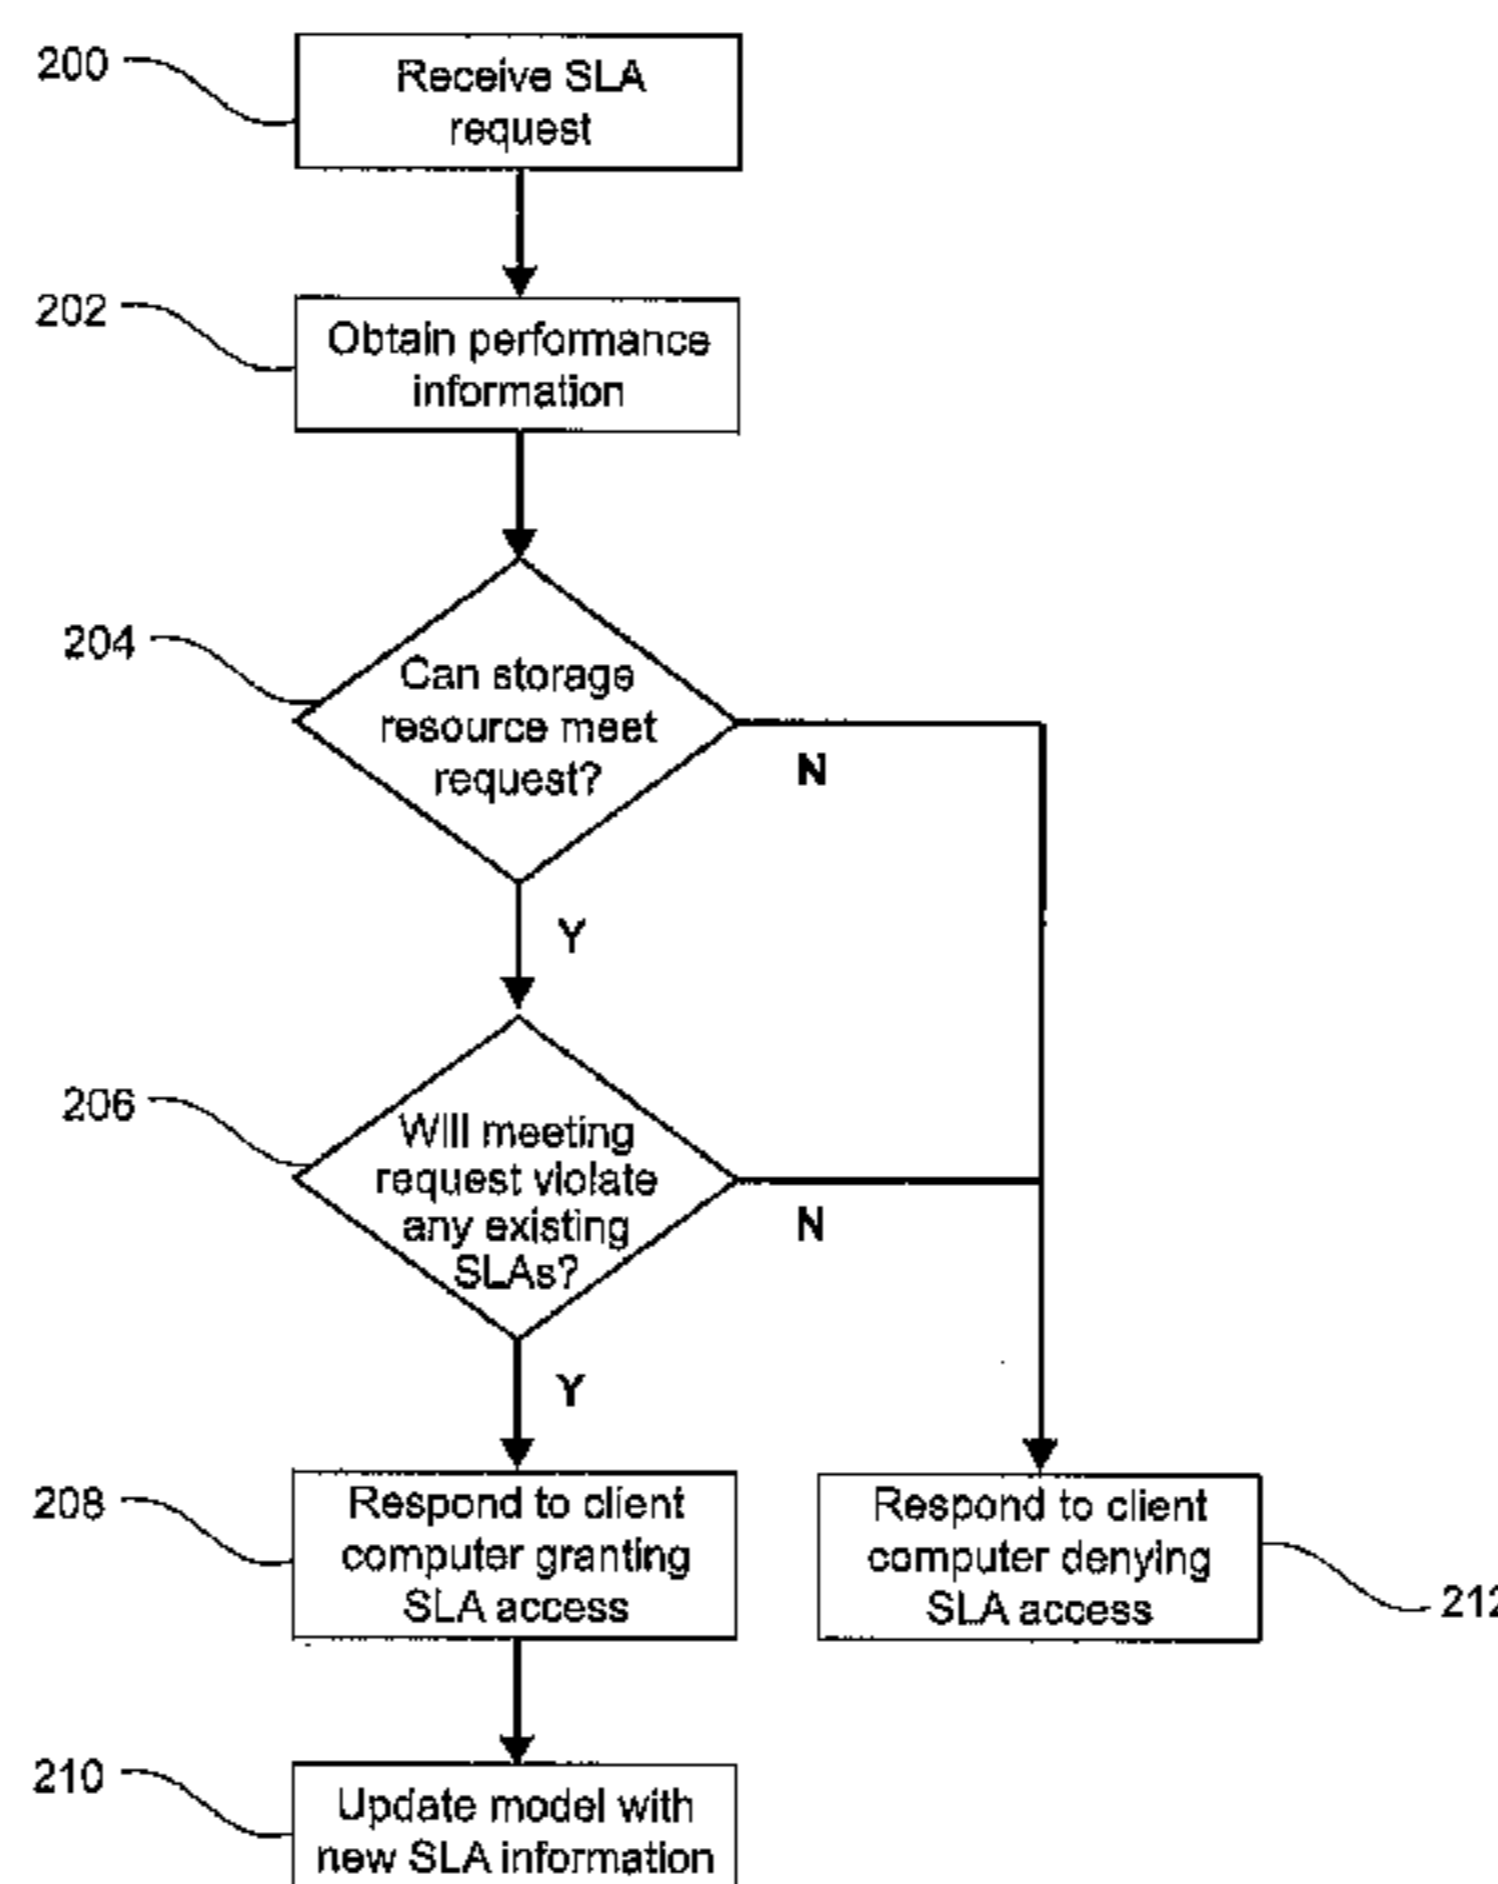 200
Receive SLA
request
202
Obtain performance
information
204
Can storage
resource meet
request?
N
Y
206
Will meeting
request violate
any existing
SLAs?
N
Y
208
Respond to client
computer granting
SLA access
Respond to client
computer denying
SLA access
212
210
Update model with
new SLA information